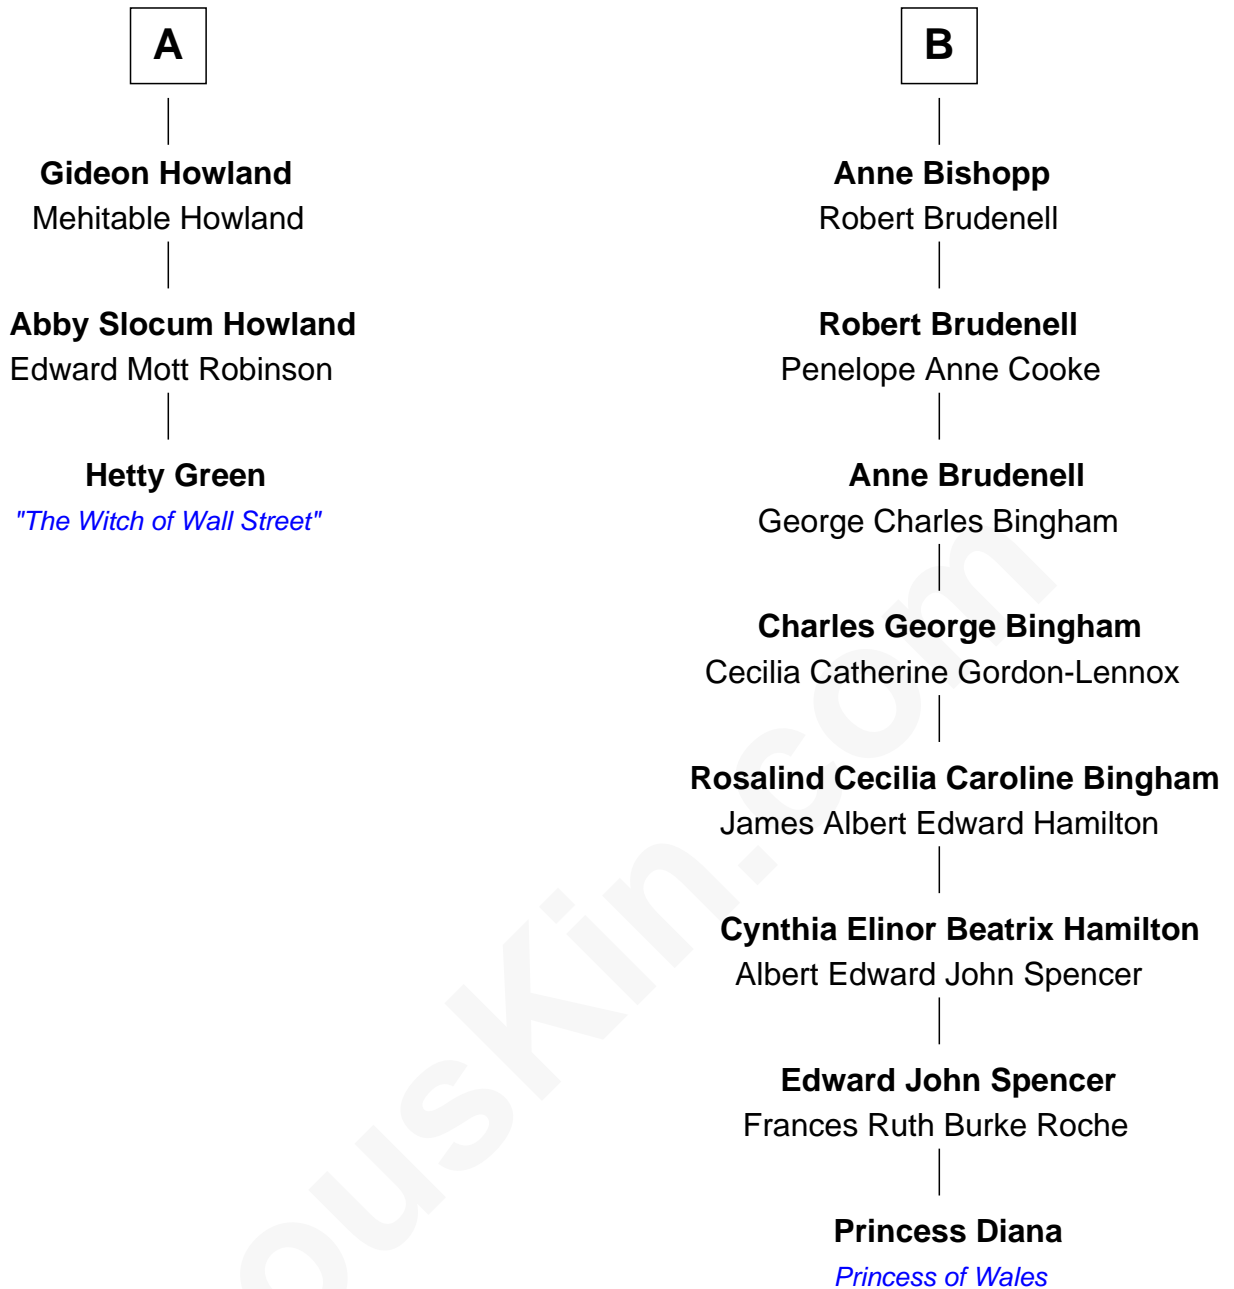 A
Gideon Howland
Mehitable Howland
Abby Slocum Howland
Edward Mott Robinson
Hetty Green
"The Witch of Wall Street"
B
Anne Bishopp
Robert Brudenell
Robert Brudenell
Penelope Anne Cooke
Anne Brudenell
George Charles Bingham
Charles George Bingham
Cecilia Catherine Gordon-Lennox
Rosalind Cecilia Caroline Bingham
James Albert Edward Hamilton
Cynthia Elinor Beatrix Hamilton
Albert Edward John Spencer
Edward John Spencer
Frances Ruth Burke Roche
Princess Diana
Princess of Wales
ousKin.com